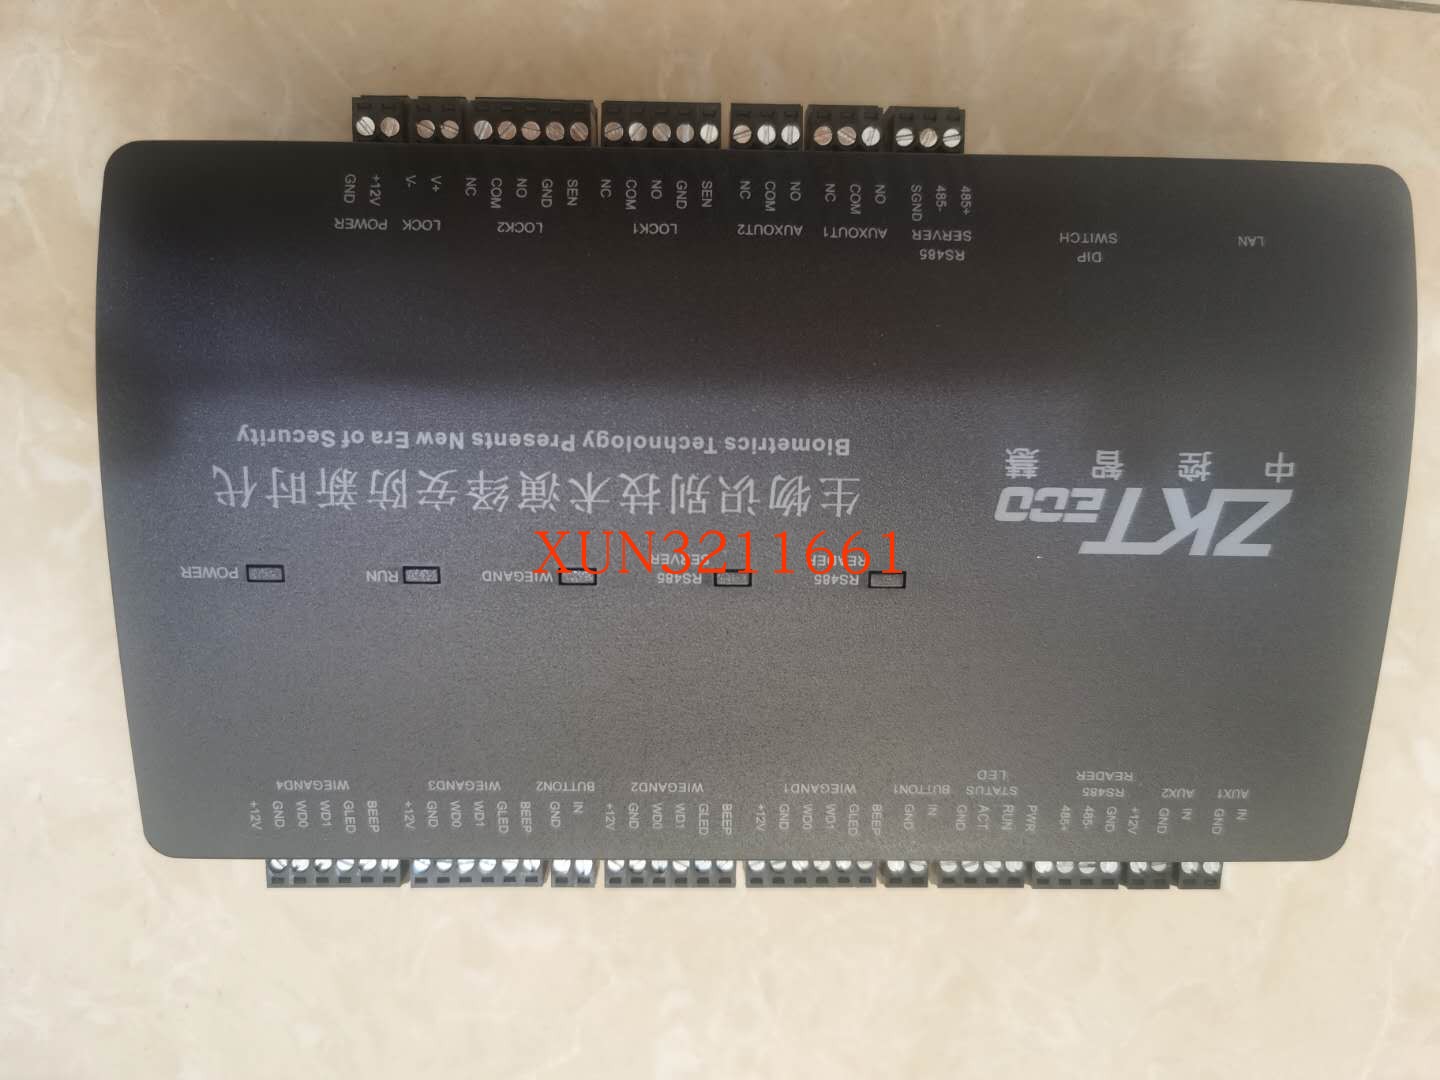 IN GND IN GND +12V GND 485- 485+ PWR RUN ACT GND IN GND BEEP GLED WD1 WD0 GND +12V BEEP GLED WD1 WD0 GND +12V IN GND BEEP GLED WD1 WD0 GND +12V BEEP GLED WD1 WD0 GND +12V
AUX1 AUX2 RS485 STATUS BUTTON1 WIEGAND1 WIEGAND2 BUTTON2 WIEGAND3 WIEGAND4
READER LED
RS485 RS485 WIEGAND RUN POWER
READER SERVER
ZKTECO
中控智慧
生物识别技术演绎安防新时代
Biometrics Technology Presents New Era of Security
LAN DIP RS485
SWITCH SERVER AUXOUT1 AUXOUT2 LOCK1 LOCK2 LOCK POWER
485+ 485- SGND NO COM NC NO COM NC SEN GND NO COM NC SEN GND NO COM NC V+ V- +12V GND
XUN3211661